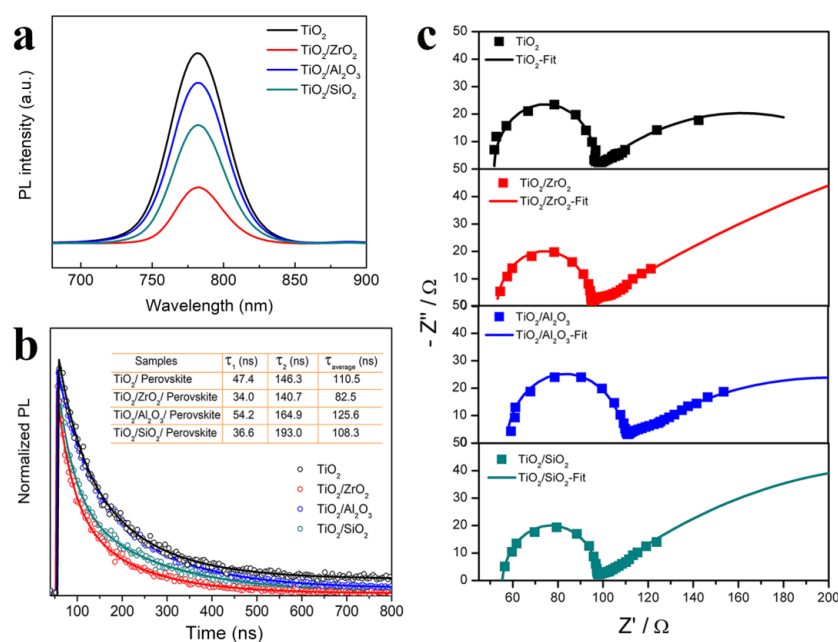 a
PL intensity (a.u.)
TiO2
TiO2/ZrO2
TiO2/Al2O3
TiO2/SiO2
700 750 800 850 900
Wavelength (nm)
b
Normalized PL
Samples τ1 (ns) τ2 (ns) τaverage (ns)
TiO2/ Perovskite 47.4 146.3 110.5
TiO2/ZrO2/ Perovskite 34.0 140.7 82.5
TiO2/Al2O3/ Perovskite 54.2 164.9 125.6
TiO2/SiO2/ Perovskite 36.6 193.0 108.3
TiO2
TiO2/ZrO2
TiO2/Al2O3
TiO2/SiO2
100 200 300 400 500 600 700 800
Time (ns)
c
- Z'' / Ω
50
40
30
20
10
0
TiO2
TiO2-Fit
50
40
30
20
10
0
TiO2/ZrO2
TiO2/ZrO2-Fit
50
40
30
20
10
0
TiO2/Al2O3
TiO2/Al2O3-Fit
50
40
30
20
10
0
TiO2/SiO2
TiO2/SiO2-Fit
60 80 100 120 140 160 180 200
Z' / Ω